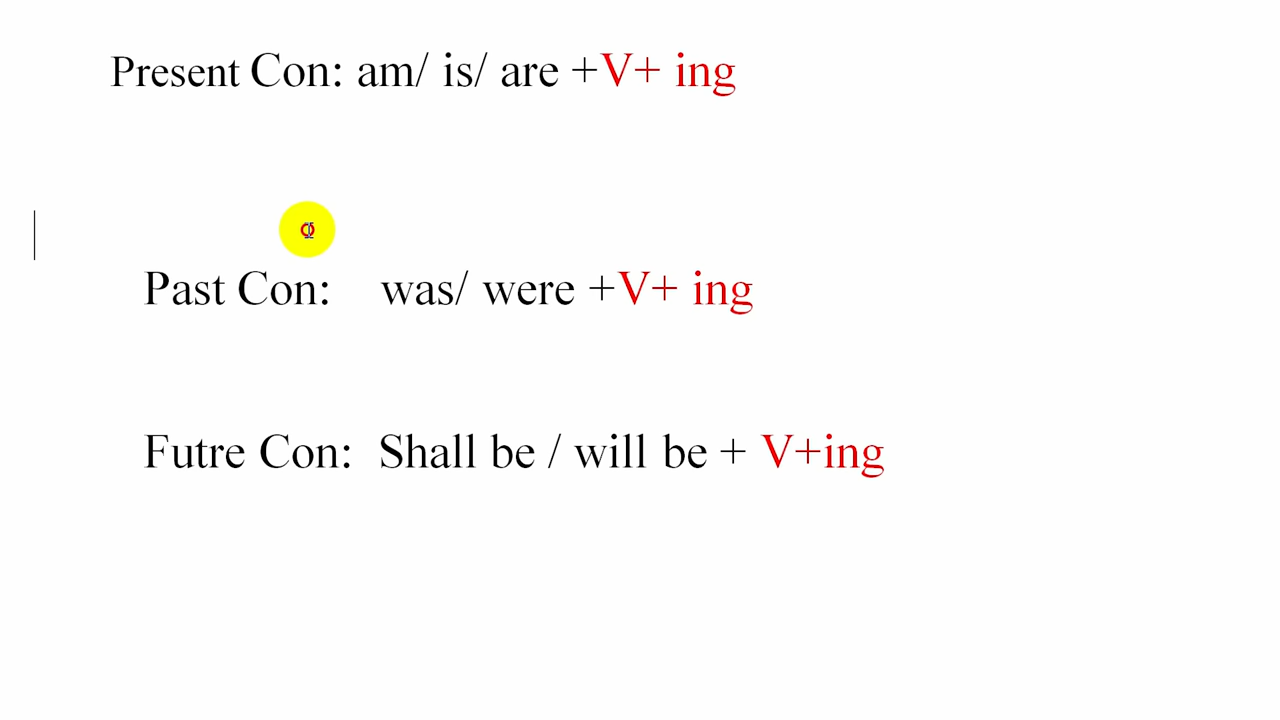 Present Con: am/ is/ are +V+ ing
Past Con: was/ were +V+ ing
Futre Con: Shall be / will be + V+ing